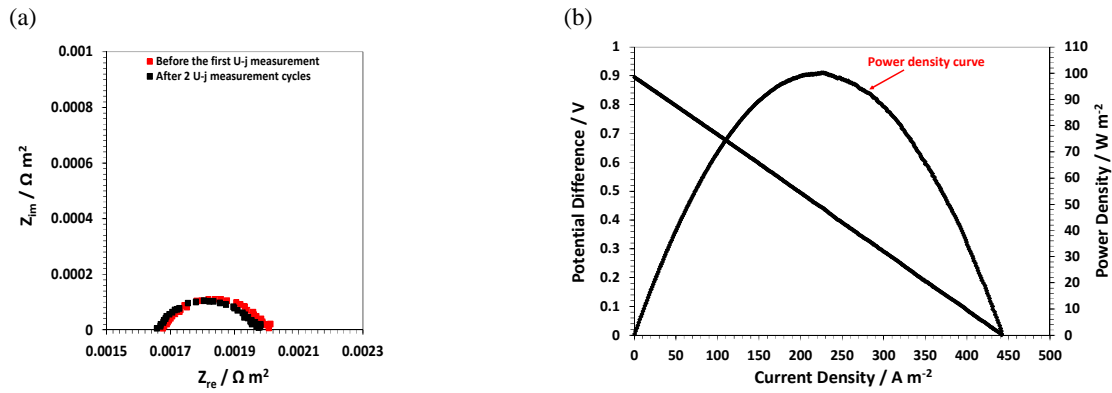 (a)
0.001
0.0008
0.0006
0.0004
0.0002
0
Z_im / Ω m²
Before the first U-j measurement
After 2 U-j measurement cycles
0.0015 0.0017 0.0019 0.0021 0.0023
Z_re / Ω m²
(b)
1
0.9
0.8
0.7
0.6
0.5
0.4
0.3
0.2
0.1
0
Potential Difference / V
Power density curve
110
100
90
80
70
60
50
40
30
20
10
0
Power Density / W m⁻²
0 50 100 150 200 250 300 350 400 450 500
Current Density / A m⁻²